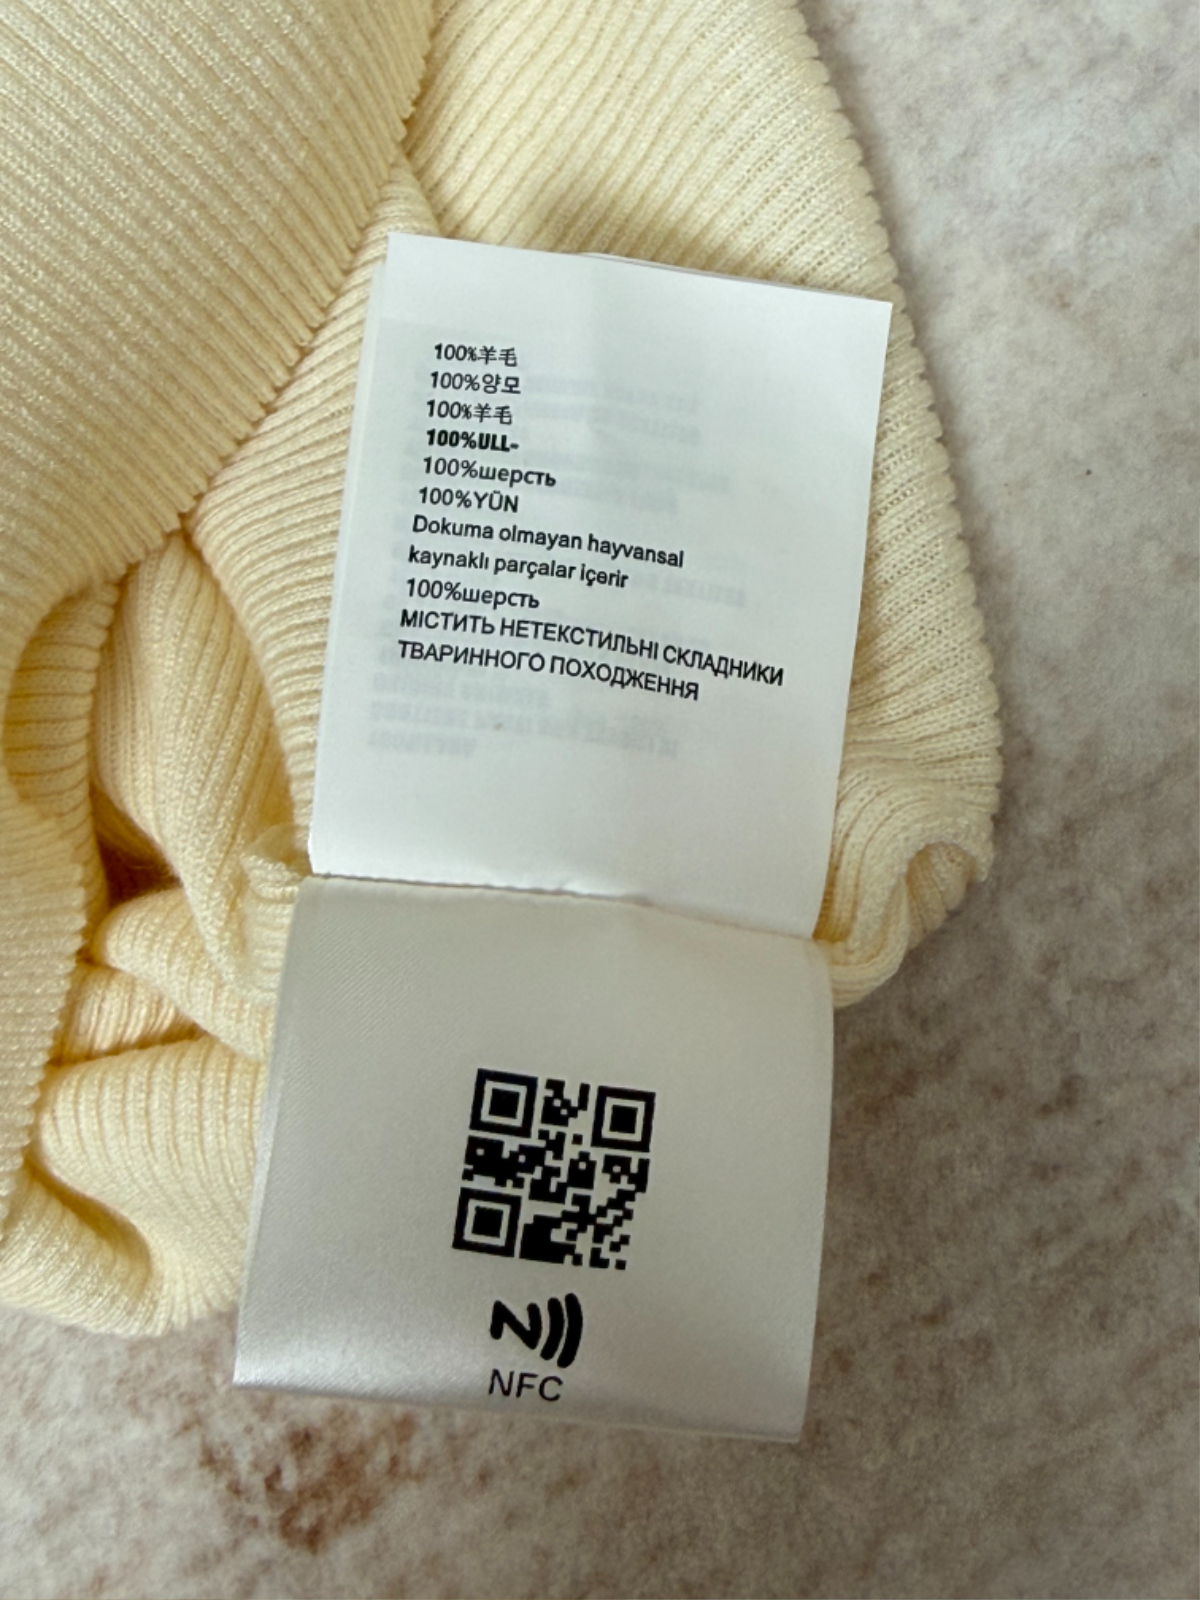 100%羊毛
100%양모
100%羊毛
100%ULL-
100%шерсть
100%YÜN
Dokuma olmayan hayvansal
kaynaklı parçalar içerir
100%шерсть
МІСТИТЬ НЕТЕКСТИЛЬНІ СКЛАДНИКИ
ТВАРИННОГО ПОХОДЖЕННЯ
NFC